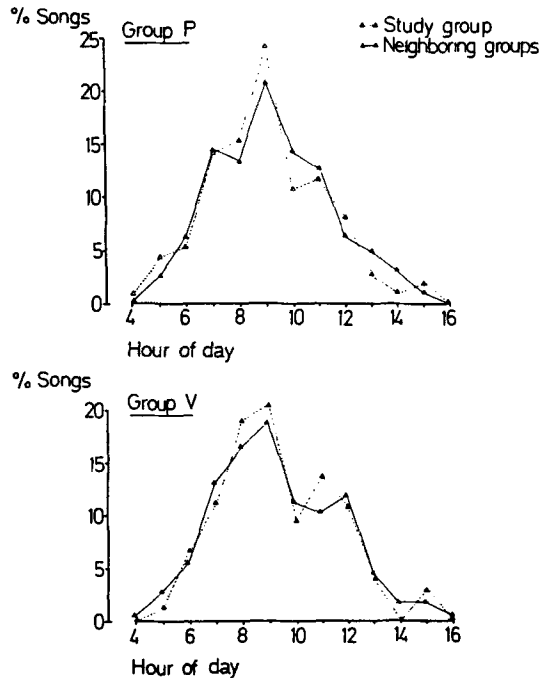 % Songs
Group P
Study group
Neighboring groups
25
20
15
10
5
0
4 6 8 10 12 14 16
Hour of day
% Songs
Group V
20
15
10
5
0
4 6 8 10 12 14 16
Hour of day